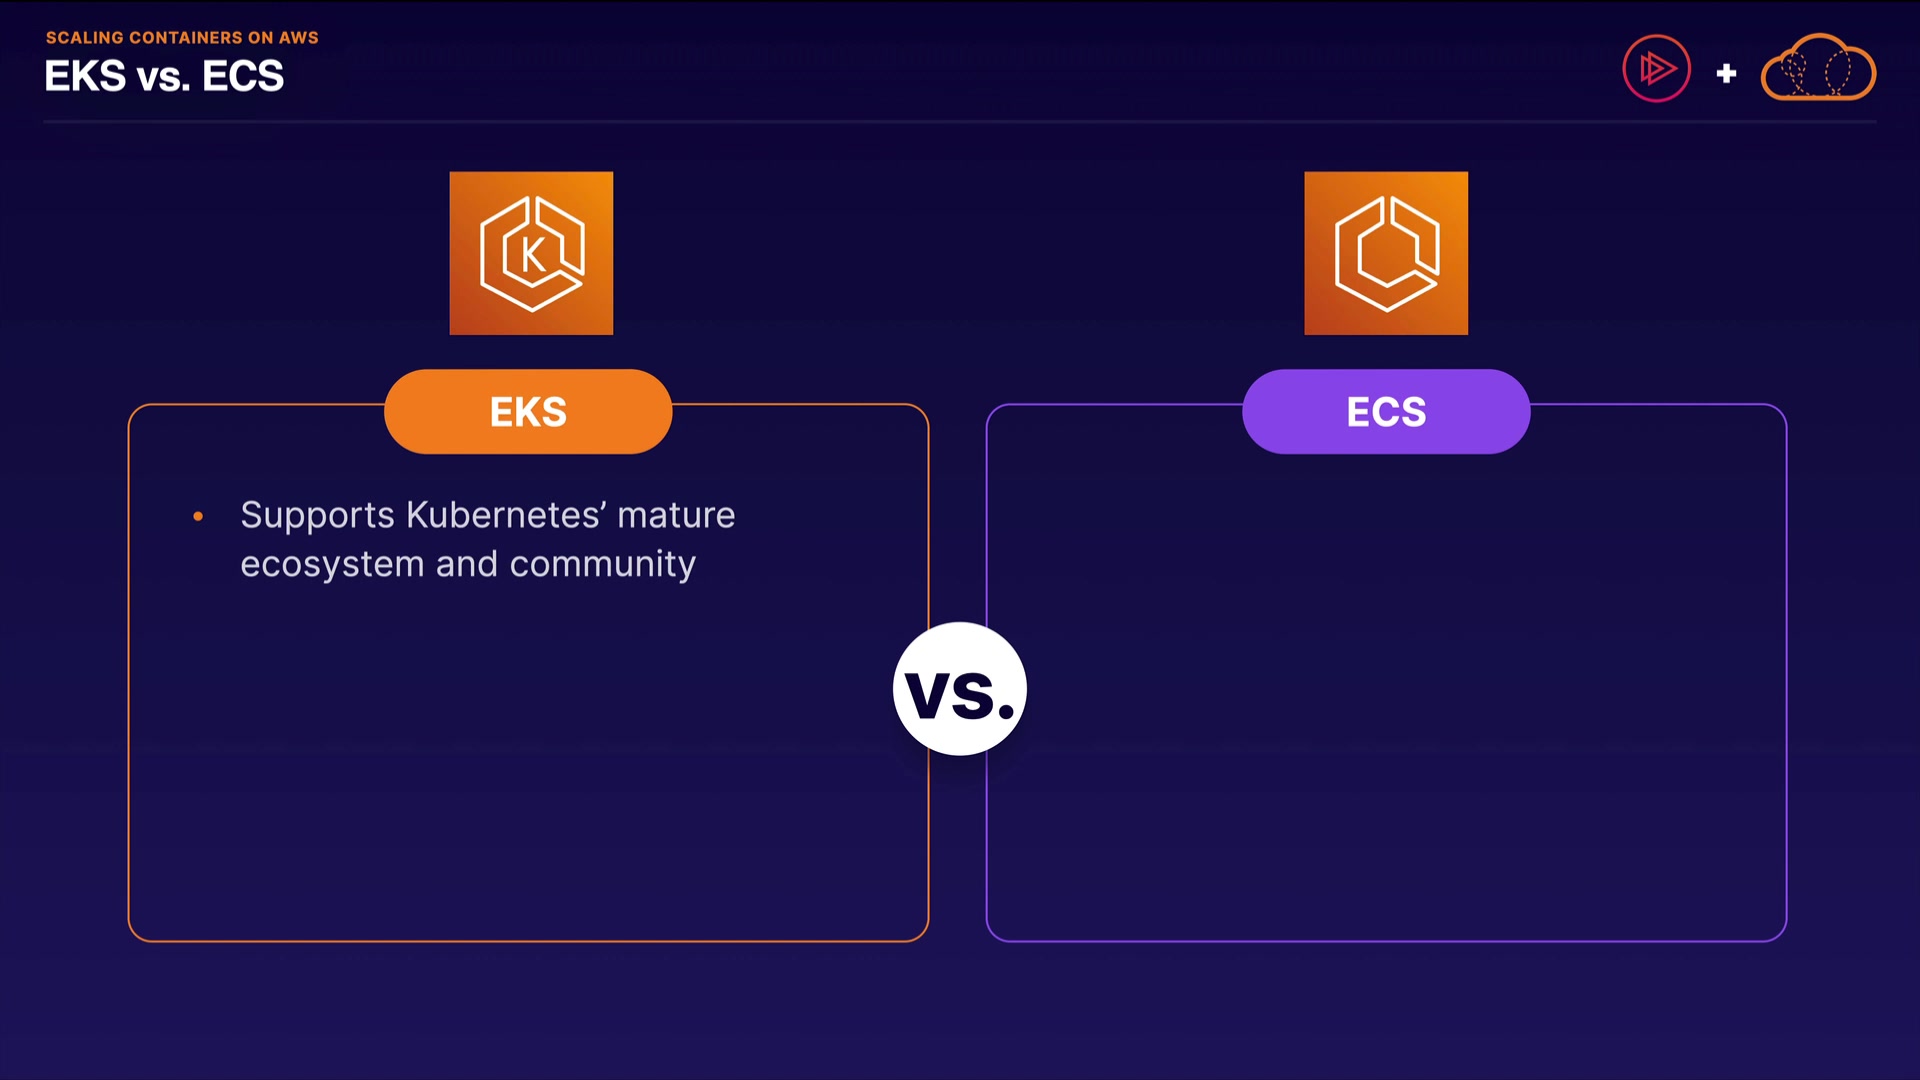 SCALING CONTAINERS ON AWS
EKS vs. ECS
K
EKS
• Supports Kubernetes’ mature
ecosystem and community
vs.
ECS